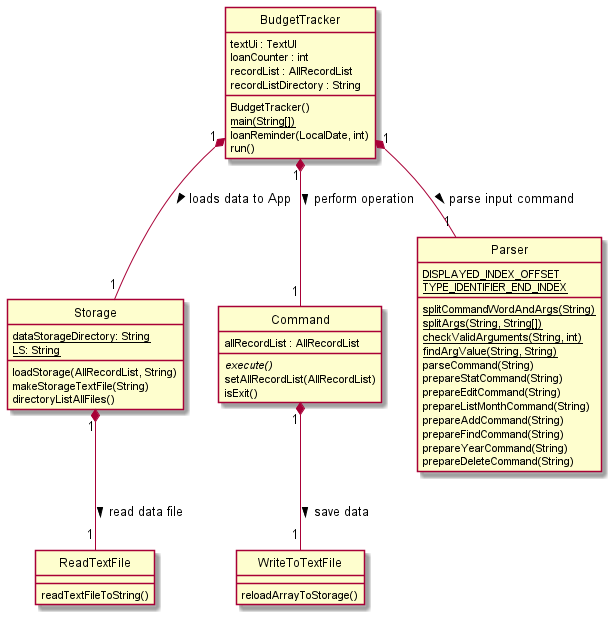 BudgetTracker
textUi : TextUI
loanCounter : int
recordList : AllRecordList
recordListDirectory : String
BudgetTracker()
main(String[])
loanReminder(LocalDate, int)
run()
1
1
1
loads data to App
perform operation
parse input command
1
1
1
Parser
DISPLAYED_INDEX_OFFSET
TYPE_IDENTIFIER_END_INDEX
splitCommandWordAndArgs(String)
splitArgs(String, String[])
checkValidArguments(String, int)
findArgValue(String, String)
parseCommand(String)
prepareStatCommand(String)
prepareEditCommand(String)
prepareListMonthCommand(String)
prepareAddCommand(String)
prepareFindCommand(String)
prepareYearCommand(String)
prepareDeleteCommand(String)
Storage
dataStorageDirectory: String
LS: String
loadStorage(AllRecordList, String)
makeStorageTextFile(String)
directoryListAllFiles()
Command
allRecordList : AllRecordList
execute()
setAllRecordList(AllRecordList)
isExit()
1
1
read data file
save data
1
1
ReadTextFile
readTextFileToString()
WriteToTextFile
reloadArrayToStorage()